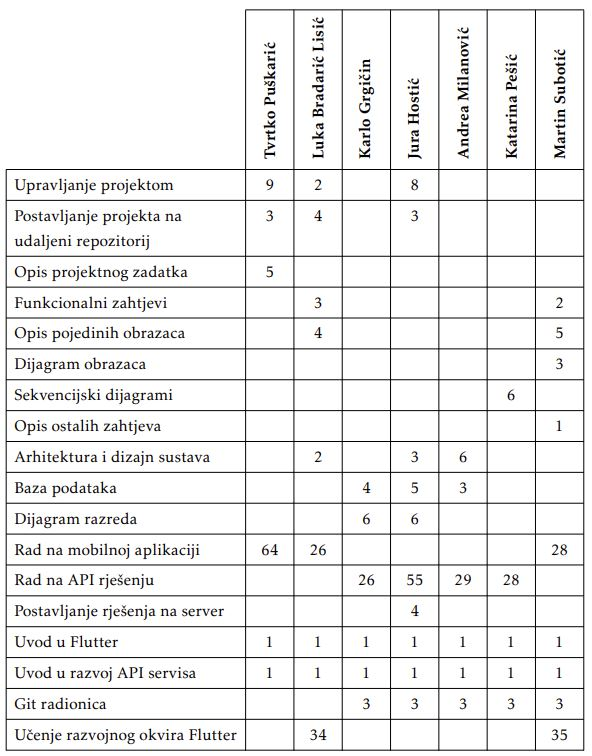 Tvrtko Puškarić Luka Bradarić Lisić Karlo Grgičin Jura Hostić Andrea Milanović Katarina Pešić Martin Subotić
Upravljanje projektom 9 2 8
Postavljanje projekta na 3 4 3
udaljeni repozitorij
Opis projektnog zadatka 5
Funkcionalni zahtjevi 3 2
Opis pojedinih obrazaca 4 5
Dijagram obrazaca 3
Sekvencijski dijagrami 6
Opis ostalih zahtjeva 1
Arhitektura i dizajn sustava 2 3 6
Baza podataka 4 5 3
Dijagram razreda 6 6
Rad na mobilnoj aplikaciji 64 26 28
Rad na API rješenju 26 55 29 28
Postavljanje rješenja na server 4
Uvod u Flutter 1 1 1 1 1 1 1
Uvod u razvoj API servisa 1 1 1 1 1 1 1
Git radionica 3 3 3 3 3
Učenje razvojnog okvira Flutter 34 35